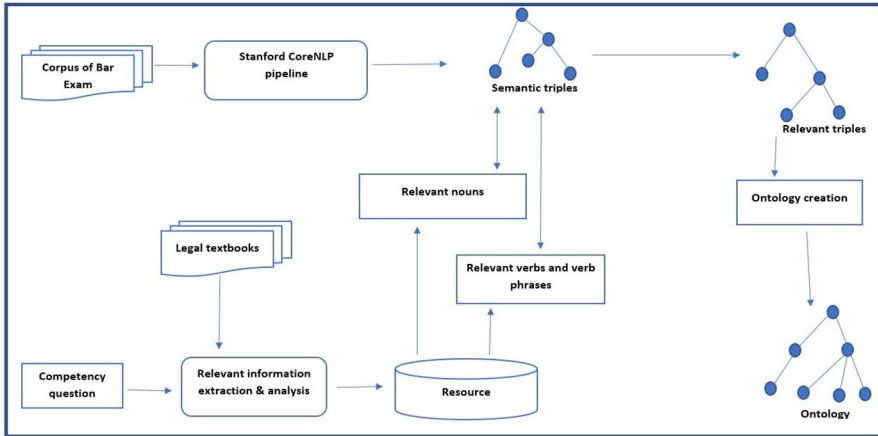 Corpus of Bar
Exam
Stanford CoreNLP
pipeline
Semantic triples
Relevant triples
Relevant nouns
Ontology creation
Legal textbooks
Relevant verbs and verb
phrases
Competency
question
Relevant information
extraction & analysis
Resource
Ontology